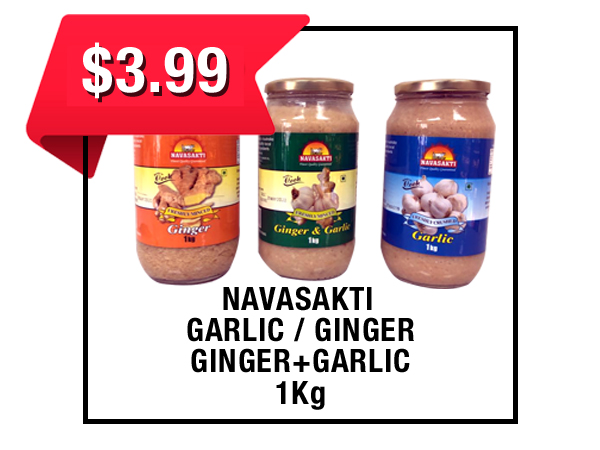 $3.99
NAVASAKTI
Ginger
1kg
NAVASAKTI
Ginger & Garlic
1kg
NAVASAKTI
Garlic
1kg
NAVASAKTI
GARLIC / GINGER
GINGER+GARLIC
1Kg